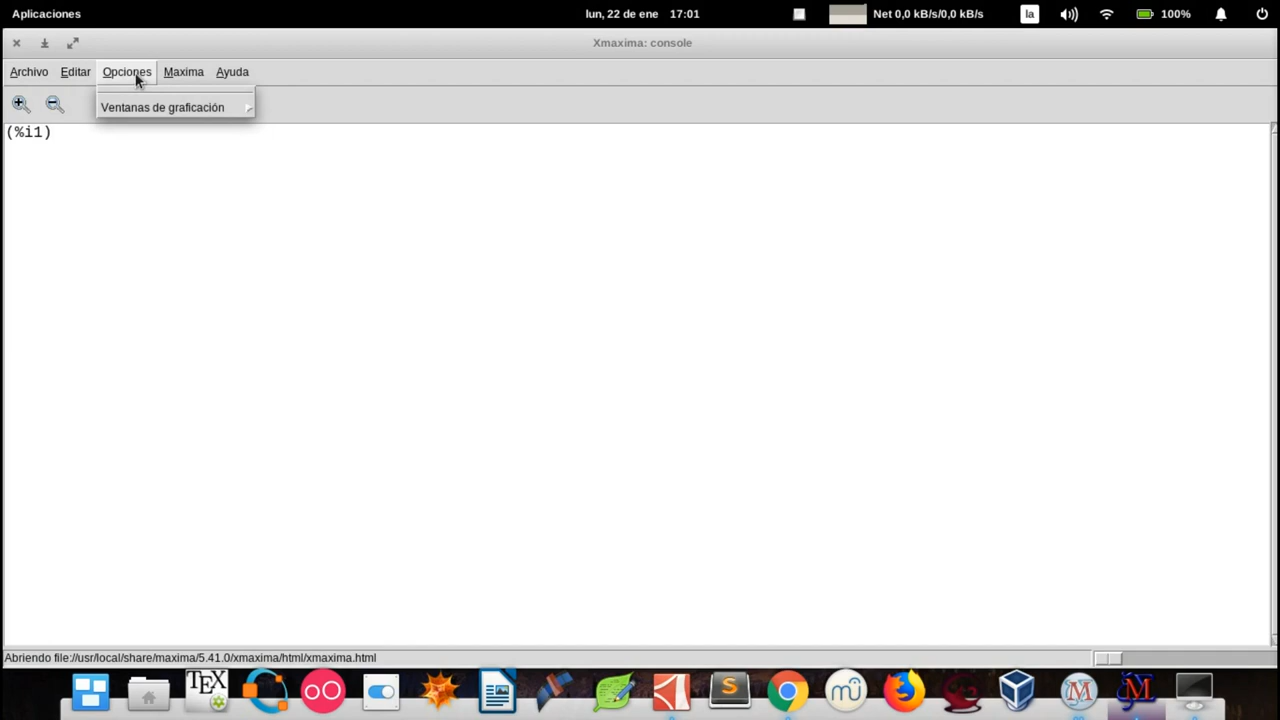 Aplicaciones
lun, 22 de ene 17:01
Net 0,0 kB/s/0,0 kB/s
la
100%
Xmaxima: console
Archivo Editar Opciones Maxima Ayuda
Ventanas de graficación
(%i1)
Abriendo file://usr/local/share/maxima/5.41.0/xmaxima/html/xmaxima.html
TEX
S
mü
M
M